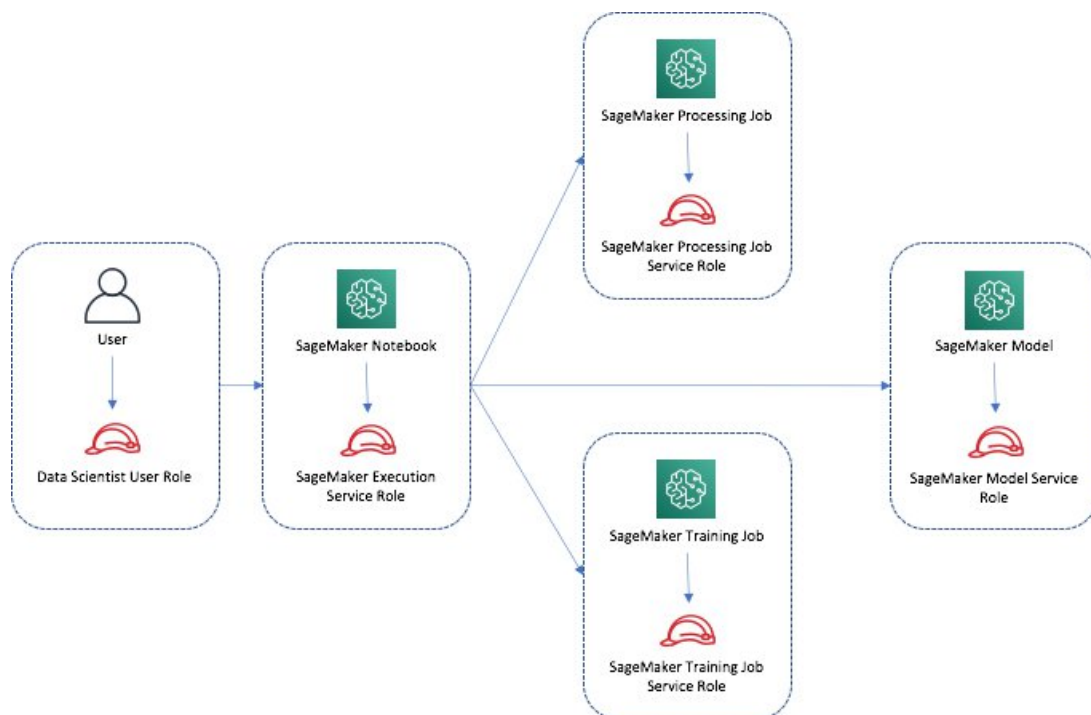 SageMaker Processing Job
SageMaker Processing Job
Service Role
User
Data Scientist User Role
SageMaker Notebook
SageMaker Execution
Service Role
SageMaker Model
SageMaker Model Service
Role
SageMaker Training Job
SageMaker Training Job
Service Role